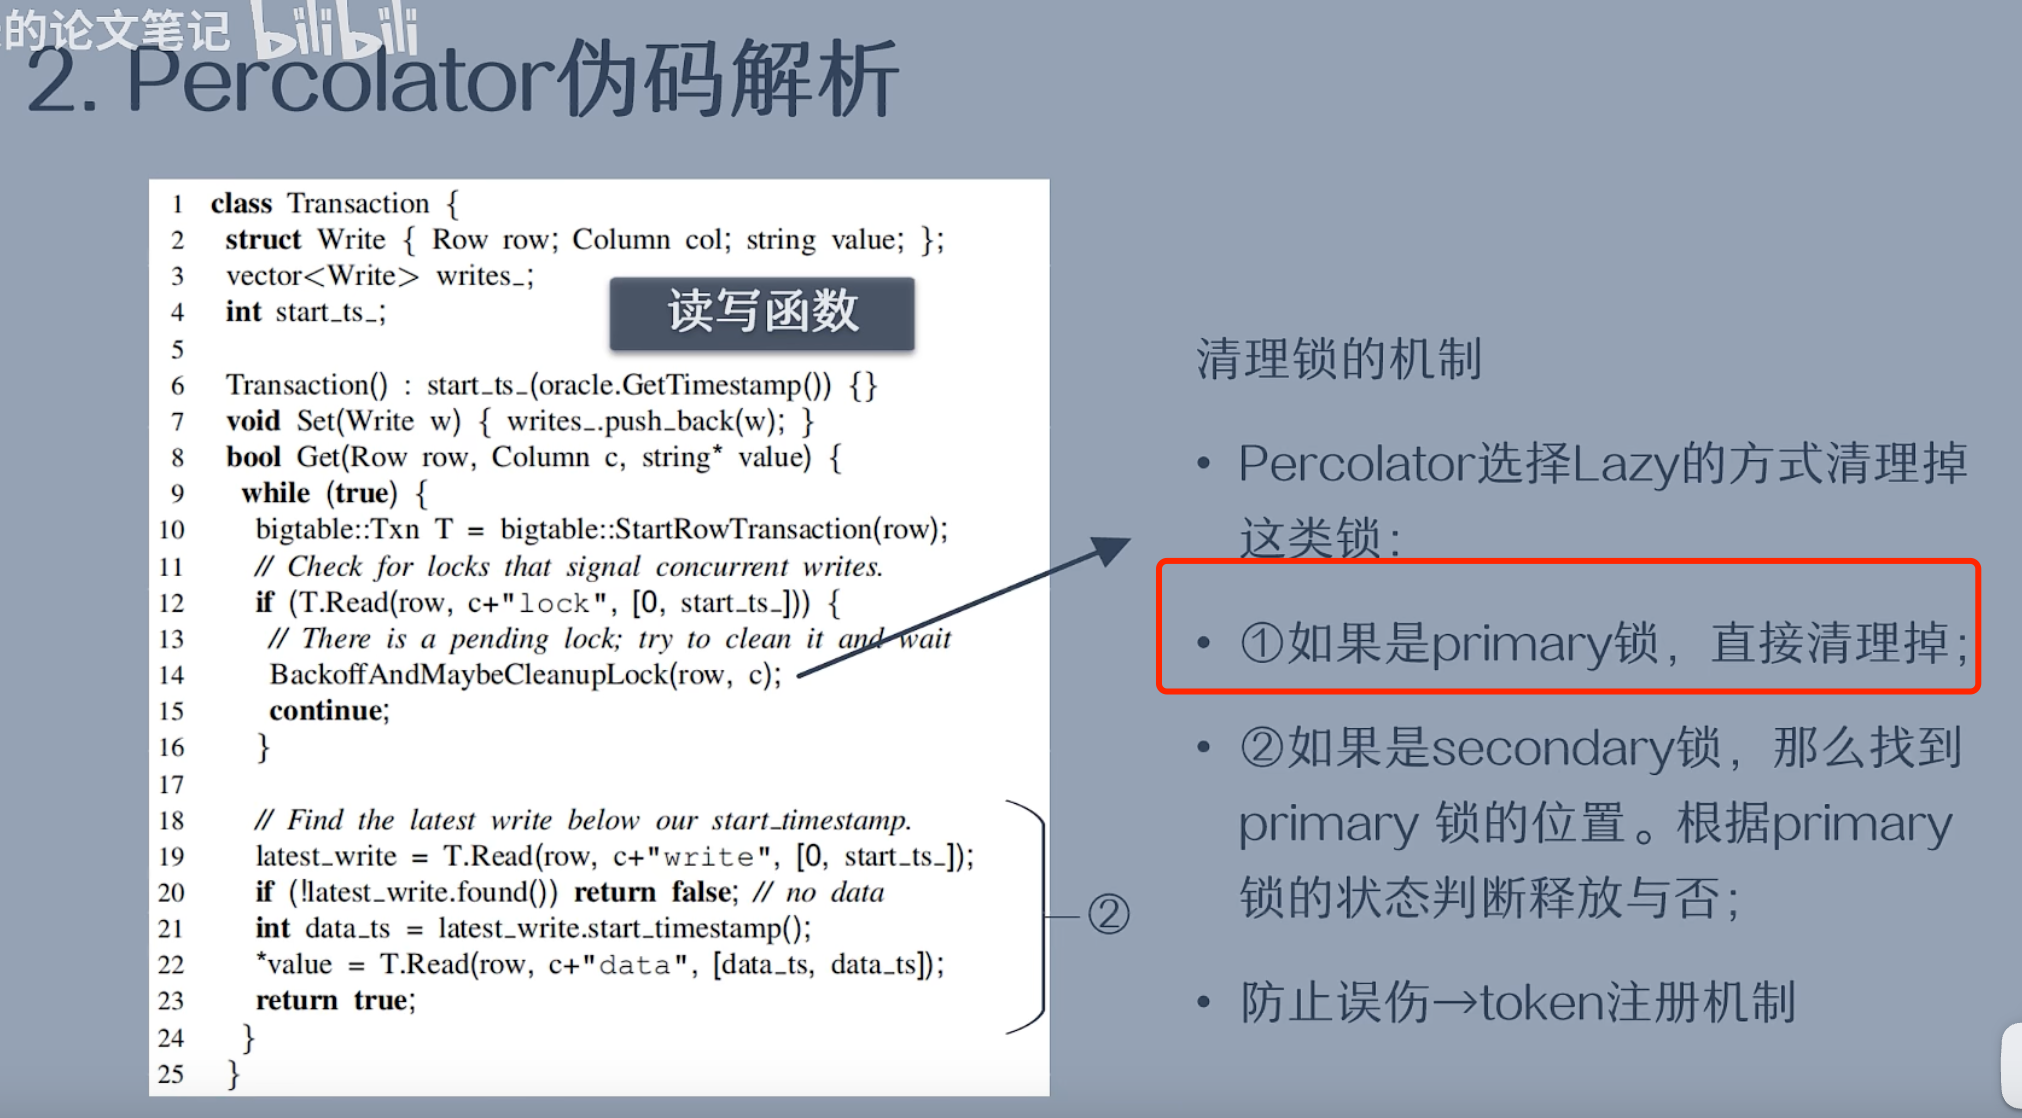 的论文笔记 bilibili
2. Percolator伪码解析
1 class Transaction {
2 struct Write { Row row; Column col; string value; };
3 vector<Write> writes_;
4 int start_ts_;
读写函数
5
6 Transaction() : start_ts_(oracle.GetTimestamp()) {}
7 void Set(Write w) { writes_.push_back(w); }
8 bool Get(Row row, Column c, string* value) {
9 while (true) {
10 bigtable::Txn T = bigtable::StartRowTransaction(row);
11 // Check for locks that signal concurrent writes.
12 if (T.Read(row, c+"lock", [0, start_ts_])) {
13 // There is a pending lock; try to clean it and wait
14 BackoffAndMaybeCleanupLock(row, c);
15 continue;
16 }
17
18 // Find the latest write below our start_timestamp.
19 latest_write = T.Read(row, c+"write", [0, start_ts_]);
20 if (!latest_write.found()) return false; // no data
21 int data_ts = latest_write.start_timestamp();
22 *value = T.Read(row, c+"data", [data_ts, data_ts]);
23 return true;
24 }
25 }
②
清理锁的机制
• Percolator选择Lazy的方式清理掉
这类锁：
• ①如果是primary锁，直接清理掉；
• ②如果是secondary锁，那么找到
primary 锁的位置。根据primary
锁的状态判断释放与否；
• 防止误伤→token注册机制